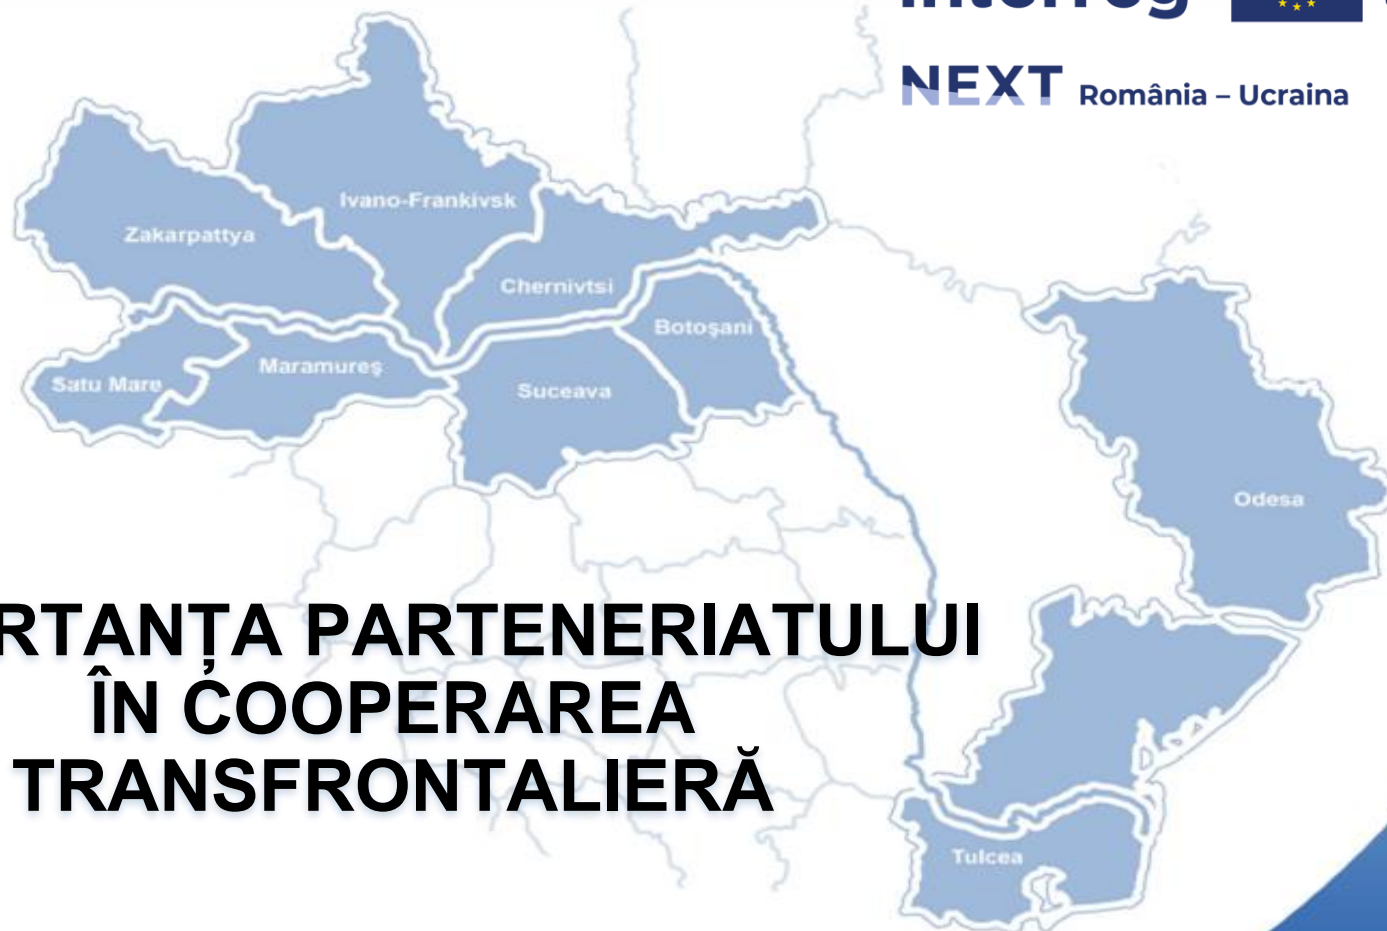 NEXT România – Ucraina
Ivano-Frankivsk
Zakarpattya
Chernivtsi
Botoşani
Maramureş
Satu Mare
Suceava
Odesa
RTANȚA PARTENERIATULUI
ÎN COOPERAREA
TRANSFRONTALIERĂ
Tulcea